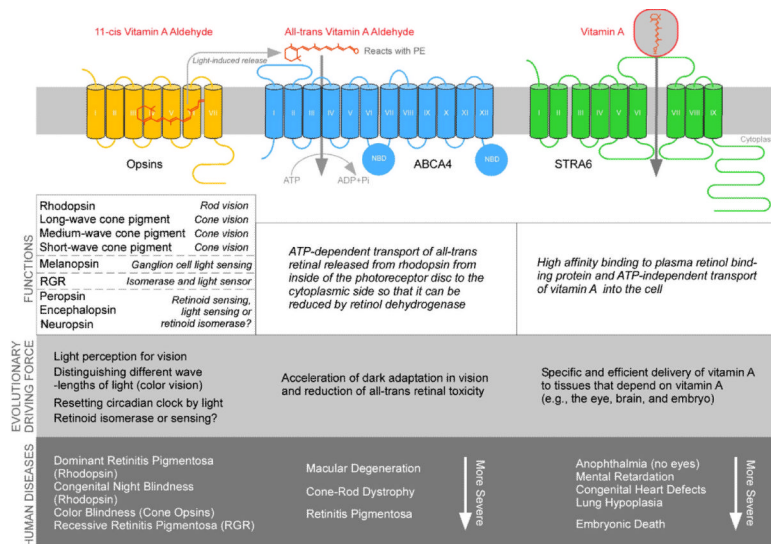 11-cis Vitamin A Aldehyde
All-trans Vitamin A Aldehyde
Vitamin A
Light-induced release
Reacts with PE
I II III V VII
I II III IV V VI VII VIII IX X XI XII
I II III IV V VI VII VIII IX
Cytoplas
Opsins
ABCA4
STRA6
NBD
NBD
ATP
ADP+Pi
FUNCTIONS
Rhodopsin Rod vision
Long-wave cone pigment Cone vision
Medium-wave cone pigment Cone vision
Short-wave cone pigment Cone vision
Melanopsin Ganglion cell light sensing
RGR Isomerase and light sensor
Peropsin Retinoid sensing,
Encephalopsin light sensing or
Neuropsin retinoid isomerase?
ATP-dependent transport of all-trans
retinal released from rhodopsin from
inside of the photoreceptor disc to the
cytoplasmic side so that it can be
reduced by retinol dehydrogenase
High affinity binding to plasma retinol bind-
ing protein and ATP-independent transport
of vitamin A into the cell
EVOLUTIONARY
DRIVING FORCE
Light perception for vision
Distinguishing different wave
-lengths of light (color vision)
Resetting circadian clock by light
Retinoid isomerase or sensing?
Acceleration of dark adaptation in vision
and reduction of all-trans retinal toxicity
Specific and efficient delivery of vitamin A
to tissues that depend on vitamin A
(e.g., the eye, brain, and embryo)
HUMAN DISEASES
Dominant Retinitis Pigmentosa
(Rhodopsin)
Congenital Night Blindness
(Rhodopsin)
Color Blindness (Cone Opsins)
Recessive Retinitis Pigmentosa (RGR)
Macular Degeneration
Cone-Rod Dystrophy
Retinitis Pigmentosa
More Severe
Anophthalmia (no eyes)
Mental Retardation
Congenital Heart Defects
Lung Hypoplasia
Embryonic Death
More Severe